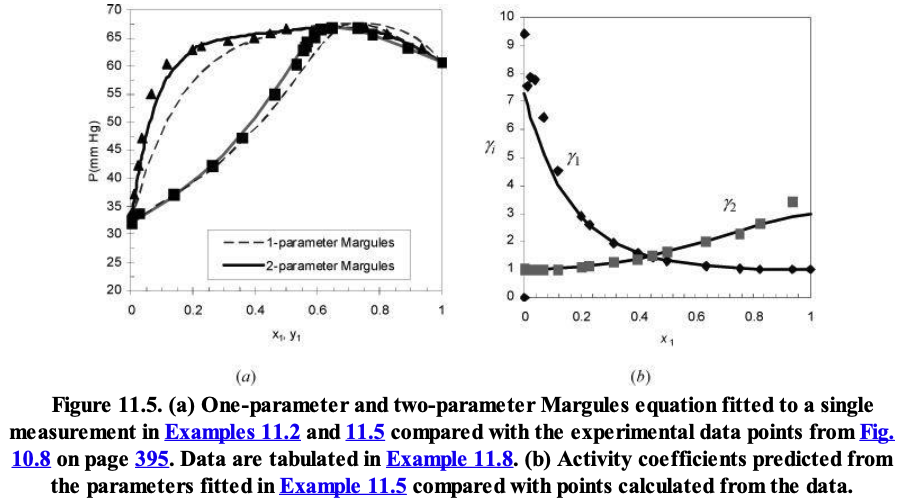 70
65
60
55
50
45
40
35
30
25
20
P(mm Hg)
1-parameter Margules
2-parameter Margules
0 0.2 0.4 0.6 0.8 1
x1, y1
(a)
10
9
8
7
6
5
4
3
2
1
0
γi
γ1
γ2
0.0 0.2 0.4 0.6 0.8 1.0
x1
(b)
Figure 11.5. (a) One-parameter and two-parameter Margules equation fitted to a single
measurement in Examples 11.2 and 11.5 compared with the experimental data points from Fig.
10.8 on page 395. Data are tabulated in Example 11.8. (b) Activity coefficients predicted from
the parameters fitted in Example 11.5 compared with points calculated from the data.